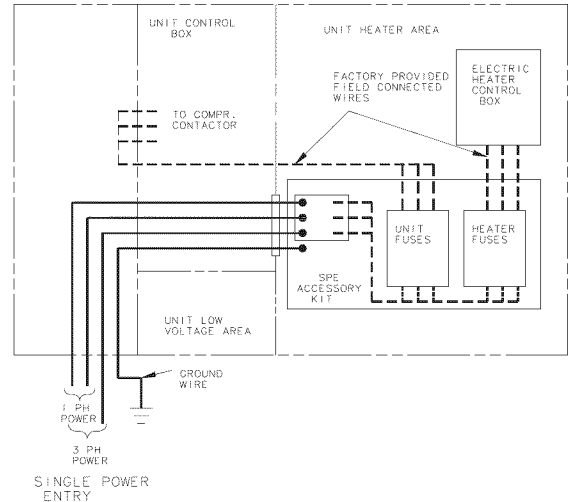 UNIT CONTROL
BOX
UNIT HEATER AREA
FACTORY PROVIDED
FIELD CONNECTED
WIRES
ELECTRIC
HEATER
CONTROL
BOX
TO COMPR.
CONTACTOR
UNIT
FUSES
HEATER
FUSES
SPE
ACCESSORY
KIT
UNIT LOW
VOLTAGE AREA
GROUND
WIRE
1 PH
POWER
3 PH
POWER
SINGLE POWER
ENTRY